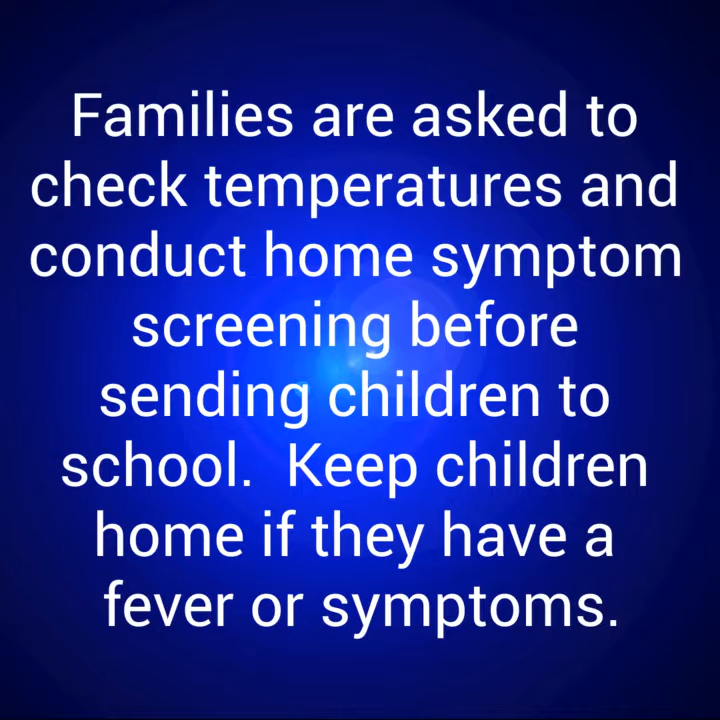 Families are asked to
check temperatures and
conduct home symptom
screening before
sending children to
school.  Keep children
home if they have a
fever or symptoms.